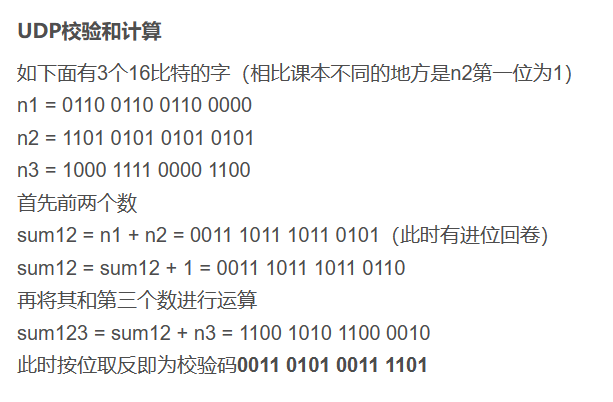 UDP校验和计算
如下面有3个16比特的字（相比课本不同的地方是n2第一位为1）
n1 = 0110 0110 0110 0000
n2 = 1101 0101 0101 0101
n3 = 1000 1111 0000 1100
首先前两个数
sum12 = n1 + n2 = 0011 1011 1011 0101（此时有进位回卷）
sum12 = sum12 + 1 = 0011 1011 1011 0110
再将其和第三个数进行运算
sum123 = sum12 + n3 = 1100 1010 1100 0010
此时按位取反即为校验码0011 0101 0011 1101